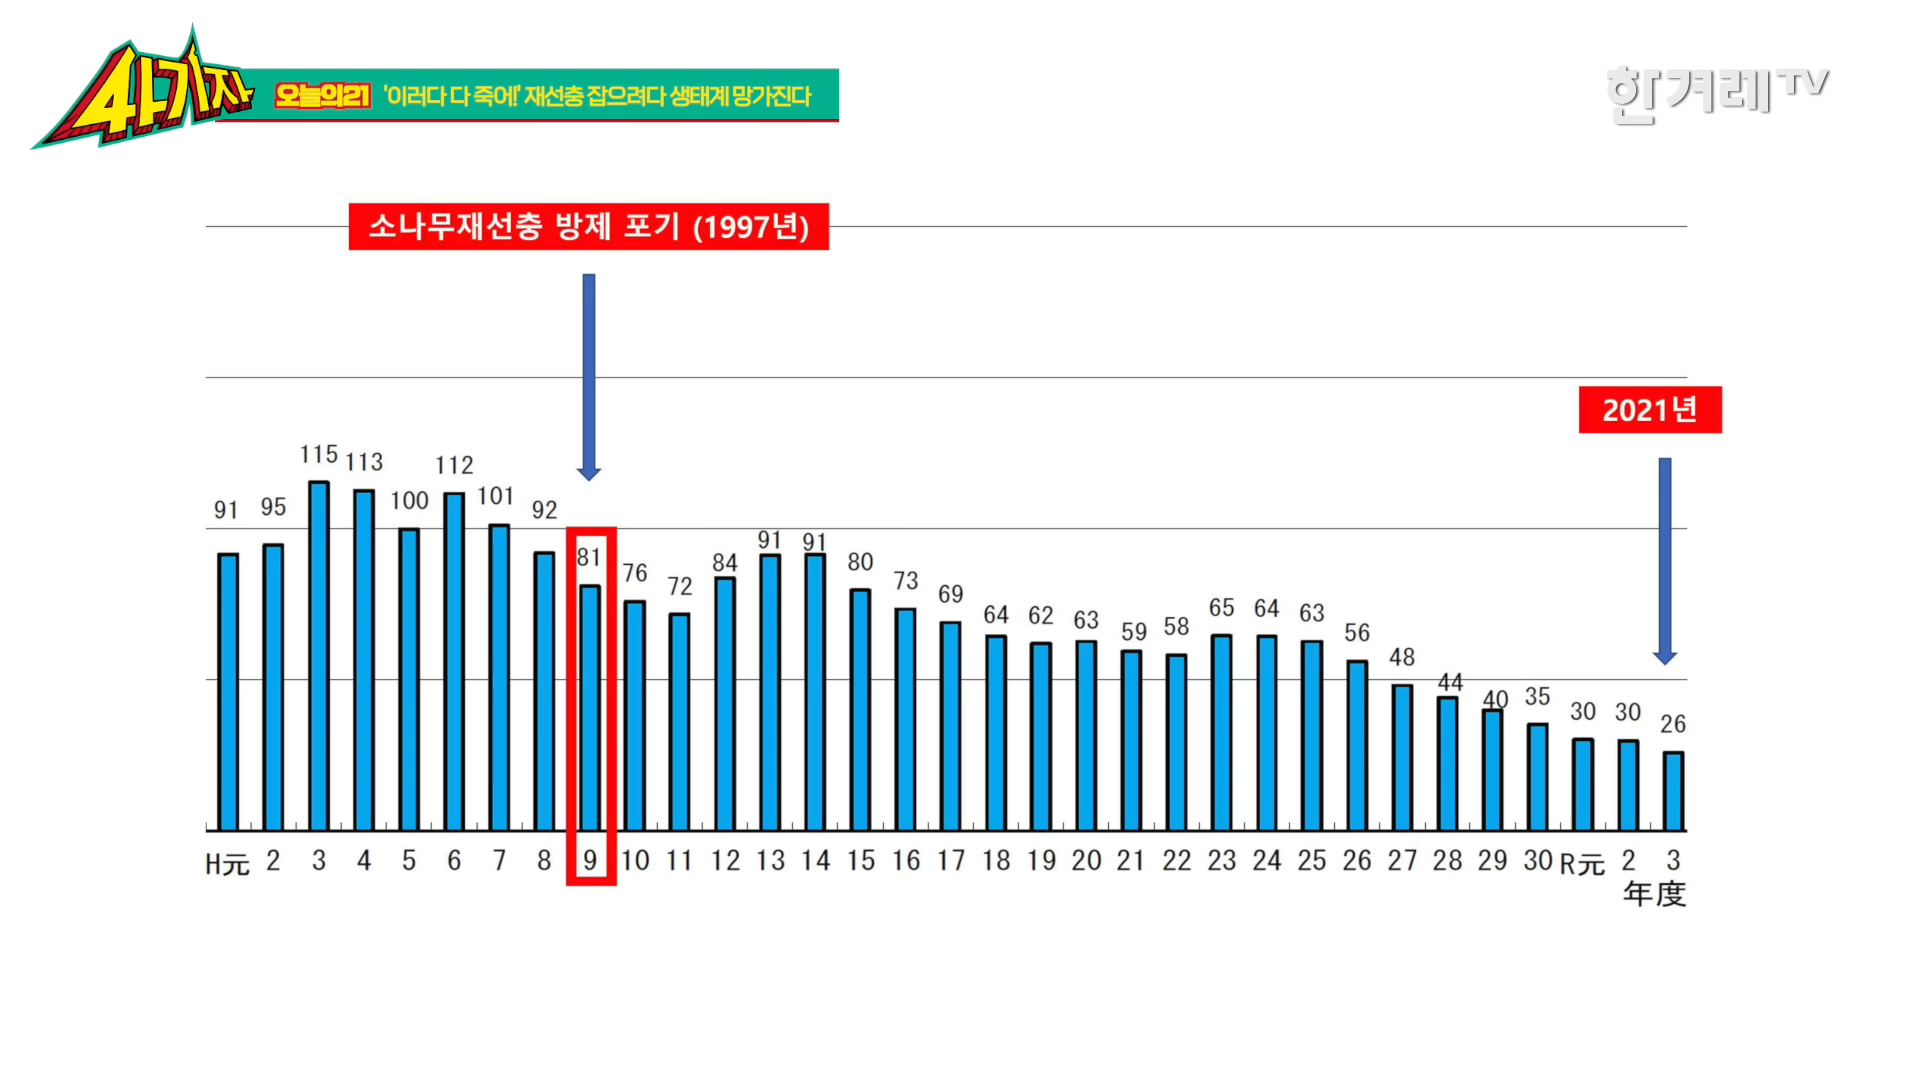 사기자
오늘의21 '이러다 다 죽어!' 재선충 잡으려다 생태계 망가진다
한겨레TV
소나무재선충 방제 포기 (1997년)
2021년
91 95 115 113 100 112 101 92 81 76 72 84 91 91 80 73 69 64 62 63 59 58 65 64 63 56 48 44 40 35 30 30 26
H元 2 3 4 5 6 7 8 9 10 11 12 13 14 15 16 17 18 19 20 21 22 23 24 25 26 27 28 29 30 R元 2 3
年度